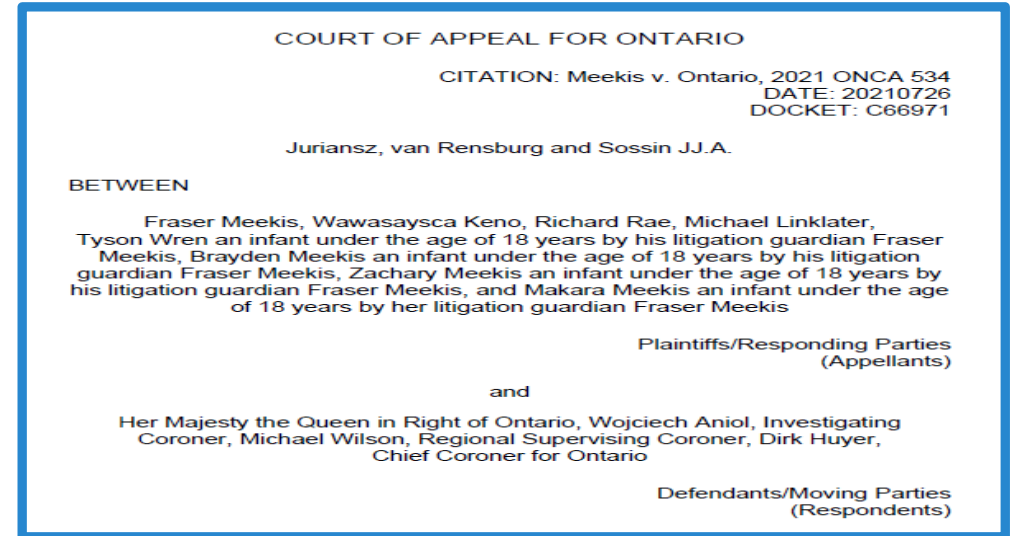 COURT OF APPEAL FOR ONTARIO
CITATION: Meekis v. Ontario, 2021 ONCA 534
DATE: 20210726
DOCKET: C66971
Juriansz, van Rensburg and Sossin JJ.A.
BETWEEN
Fraser Meekis, Wawasaysca Keno, Richard Rae, Michael Linklater,
Tyson Wren an infant under the age of 18 years by his litigation guardian Fraser
Meekis, Brayden Meekis an infant under the age of 18 years by his litigation
guardian Fraser Meekis, Zachary Meekis an infant under the age of 18 years by
his litigation guardian Fraser Meekis, and Makara Meekis an infant under the age
of 18 years by her litigation guardian Fraser Meekis
Plaintiffs/Responding Parties
(Appellants)
and
Her Majesty the Queen in Right of Ontario, Wojciech Aniol, Investigating
Coroner, Michael Wilson, Regional Supervising Coroner, Dirk Huyer,
Chief Coroner for Ontario
Defendants/Moving Parties
(Respondents)